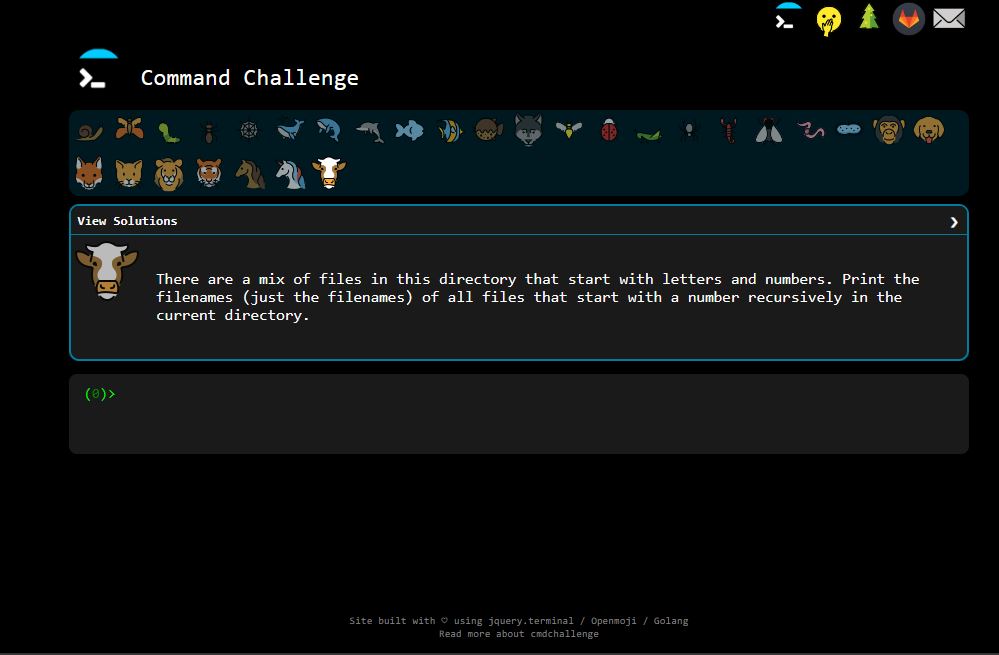 Command Challenge
View Solutions
There are a mix of files in this directory that start with letters and numbers. Print the
filenames (just the filenames) of all files that start with a number recursively in the
current directory.
(0)>
Site built with ♡ using jquery.terminal / Openmoji / Golang
Read more about cmdchallenge